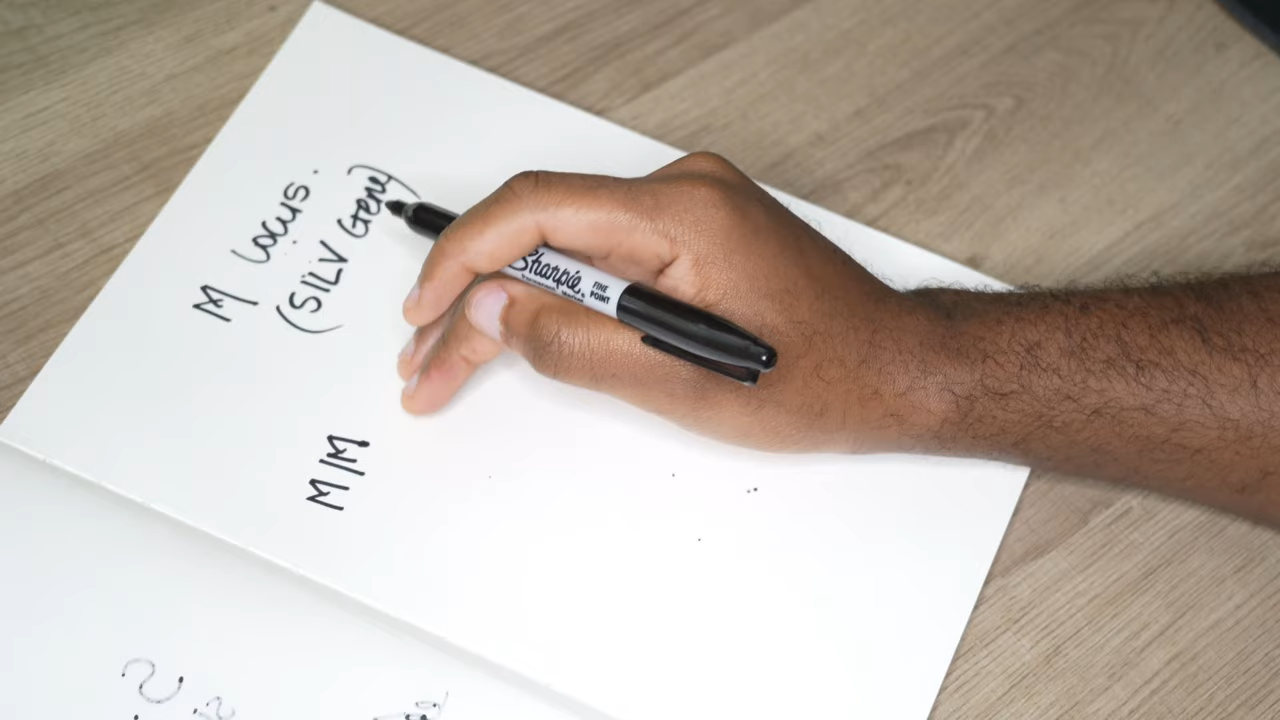 M Locus.
(SILV Gene)
M/M
Sharpie
FINE
POINT